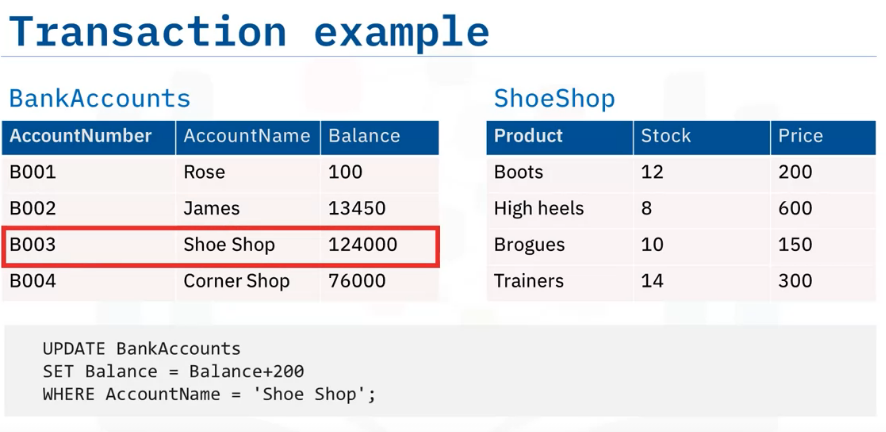 Transaction example
BankAccounts
AccountNumber AccountName Balance
B001 Rose 100
B002 James 13450
B003 Shoe Shop 124000
B004 Corner Shop 76000
ShoeShop
Product Stock Price
Boots 12 200
High heels 8 600
Brogues 10 150
Trainers 14 300
UPDATE BankAccounts
SET Balance = Balance+200
WHERE AccountName = 'Shoe Shop';